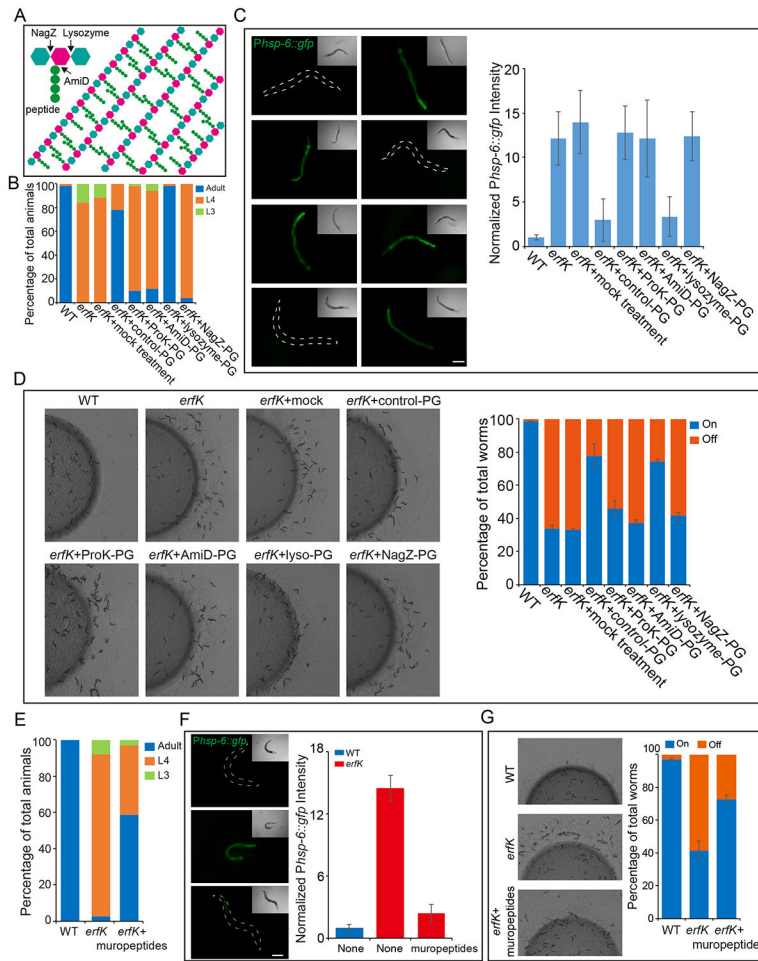 A
NagZ Lysozyme
AmiD
peptide
B
Percentage of total animals
100
80
60
40
20
0
Adult
L4
L3
WT
erfK
erfK+mock treatment
erfK+control-PG
erfK+ProK-PG
erfK+AmiD-PG
erfK+lysozyme-PG
erfK+NagZ-PG
C
Phsp-6::gfp
Normalized Phsp-6::gfp Intensity
20
15
10
5
0
WT
erfK
erfK+mock treatment
erfK+control-PG
erfK+ProK-PG
erfK+AmiD-PG
erfK+lysozyme-PG
erfK+NagZ-PG
D
WT erfK erfK+mock erfK+control-PG
erfK+ProK-PG erfK+AmiD-PG erfK+lyso-PG erfK+NagZ-PG
Percentage of total worms
100
80
60
40
20
0
On
Off
WT
erfK
erfK+mock treatment
erfK+control-PG
erfK+ProK-PG
erfK+AmiD-PG
erfK+lysozyme-PG
erfK+NagZ-PG
E
Percentage of total animals
100
80
60
40
20
0
Adult
L4
L3
WT erfK erfK+
muropeptides
F
Phsp-6::gfp
Normalized Phsp-6::gfp Intensity
18
12
6
0
WT
erfK
None None muropeptides
G
WT
erfK
erfK+
muropeptides
Percentage of total worms
On Off
100
80
60
40
20
0
WT erfK erfK+
muropeptides